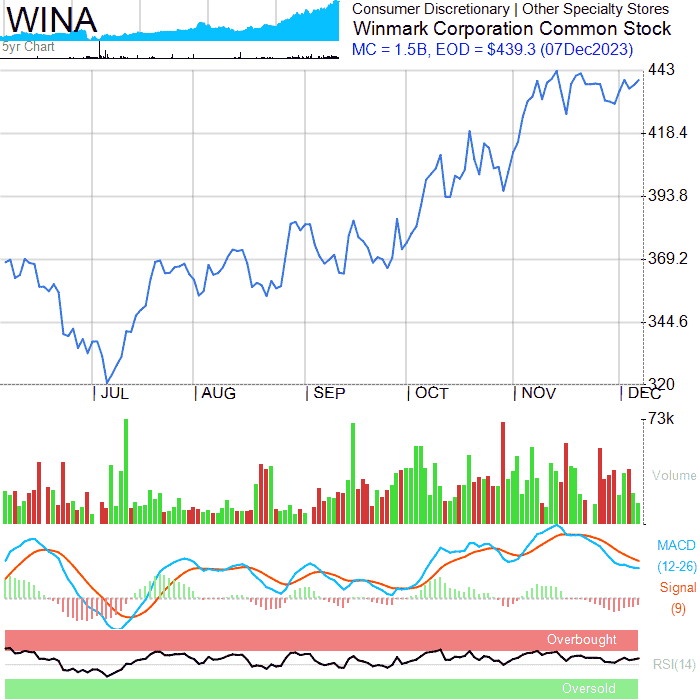 WINA
5yr Chart
Consumer Discretionary | Other Specialty Stores
Winmark Corporation Common Stock
MC = 1.5B, EOD = $439.3 (07Dec2023)
443
418.4
393.8
369.2
344.6
320
JUL AUG SEP OCT NOV DEC
73k
Volume
MACD
(12-26)
Signal
(9)
Overbought
RSI(14)
Oversold